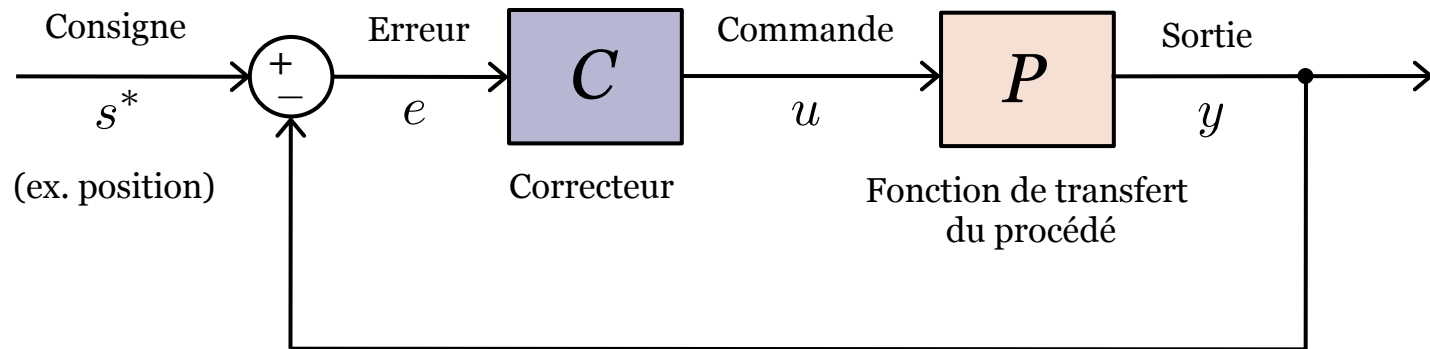 Consigne
Erreur
Commande
Sortie
+
−
C
P
s*
e
u
y
(ex. position)
Correcteur
Fonction de transfert
du procédé